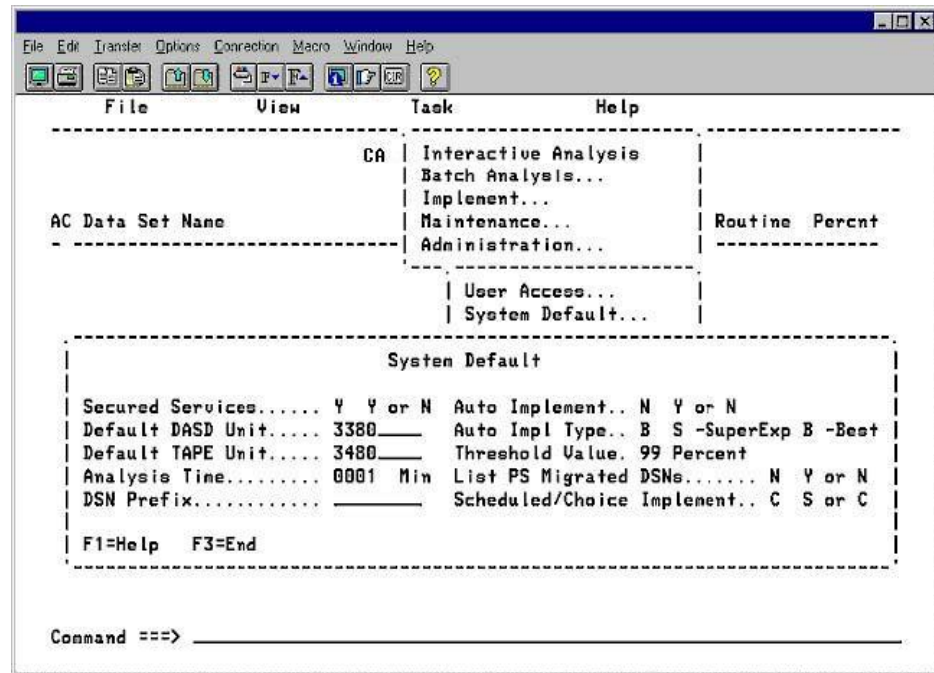 File Edit Transfer Options Connection Macro Window Help
File View Task Help
CA Interactive Analysis
Batch Analysis...
Implement...
AC Data Set Name Maintenance... Routine Percnt
Administration...
User Access...
System Default...
System Default
Secured Services...... Y Y or N Auto Implement.. N Y or N
Default DASD Unit..... 3380 Auto Impl Type.. B S -SuperExp B -Best
Default TAPE Unit..... 3480 Threshold Value. 99 Percent
Analysis Time......... 0001 Min List PS Migrated DSNs....... N Y or N
DSN Prefix............ Scheduled/Choice Implement.. C S or C
F1=Help F3=End
Command ===>